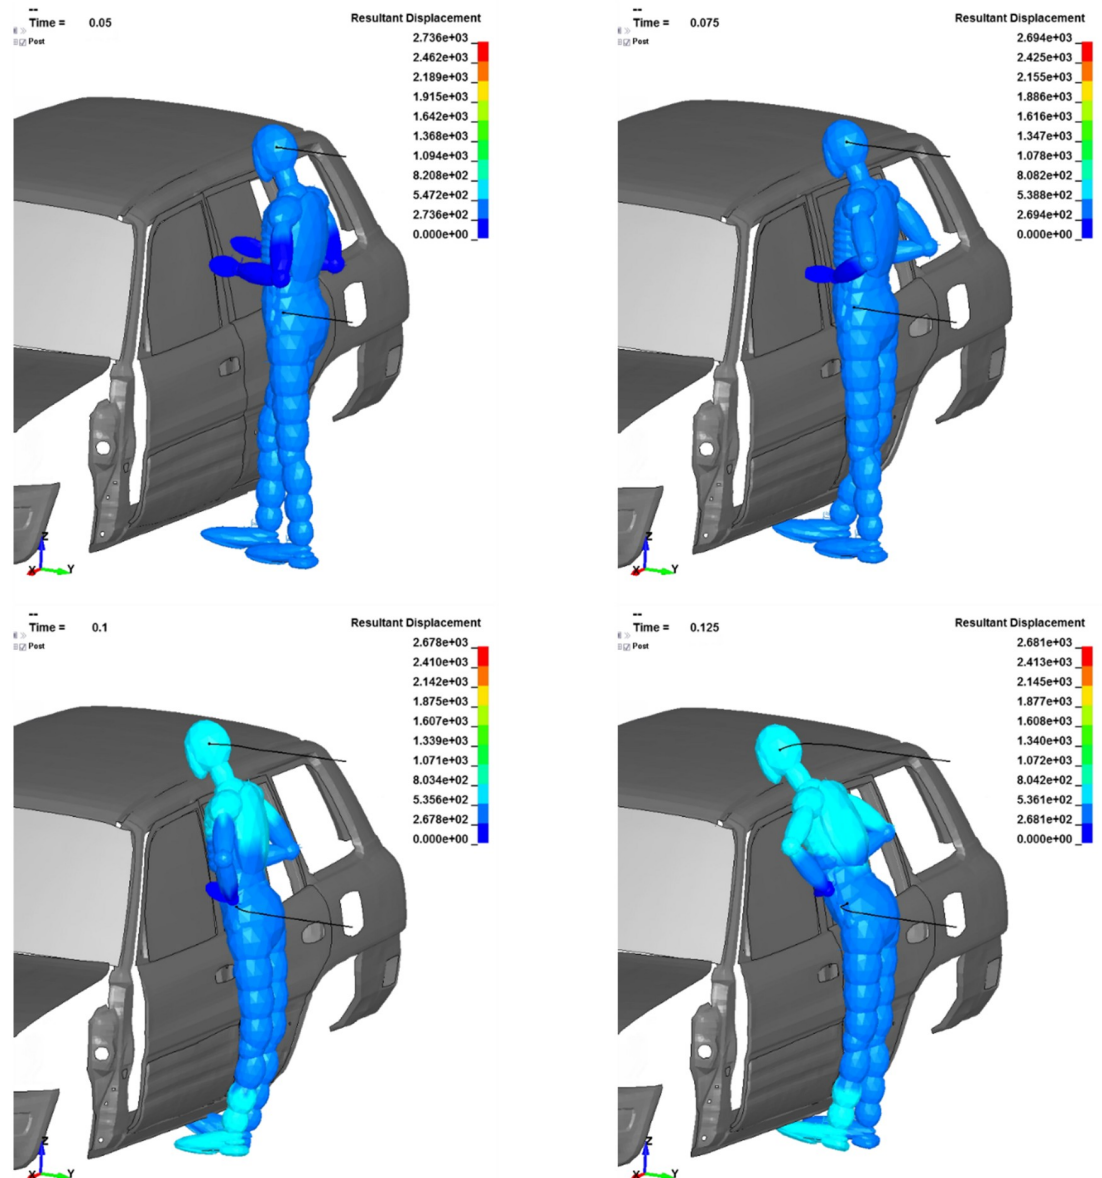 --
Time = 0.05
Post
Resultant Displacement
2.736e+03
2.462e+03
2.189e+03
1.915e+03
1.642e+03
1.368e+03
1.094e+03
8.208e+02
5.472e+02
2.736e+02
0.000e+00
Z
X Y
--
Time = 0.075
Post
Resultant Displacement
2.694e+03
2.425e+03
2.155e+03
1.886e+03
1.616e+03
1.347e+03
1.078e+03
8.082e+02
5.388e+02
2.694e+02
0.000e+00
Z
X Y
--
Time = 0.1
Post
Resultant Displacement
2.678e+03
2.410e+03
2.142e+03
1.875e+03
1.607e+03
1.339e+03
1.071e+03
8.034e+02
5.356e+02
2.678e+02
0.000e+00
Z
X Y
--
Time = 0.125
Post
Resultant Displacement
2.681e+03
2.413e+03
2.145e+03
1.877e+03
1.608e+03
1.340e+03
1.072e+03
8.042e+02
5.361e+02
2.681e+02
0.000e+00
Z
X Y